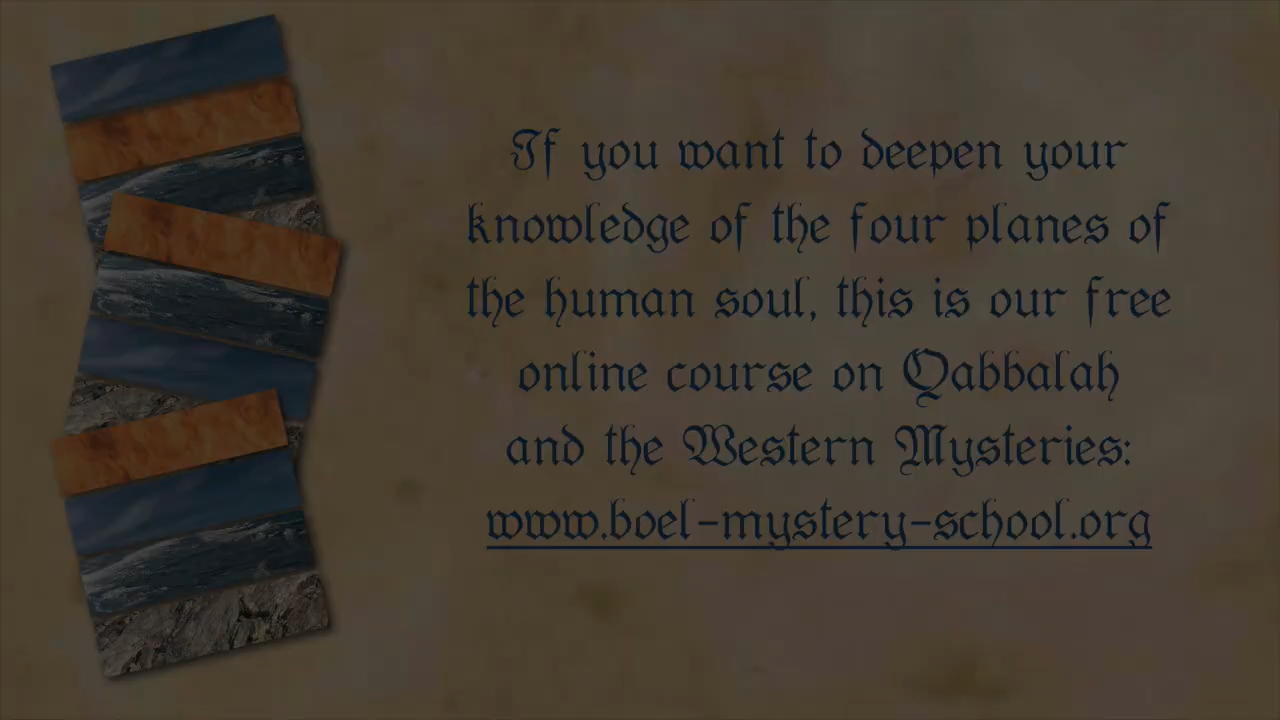 If you want to deepen your
knowledge of the four planes of
the human soul, this is our free
online course on Qabbalah
and the Western Mysteries:
www.boel-mystery-school.org